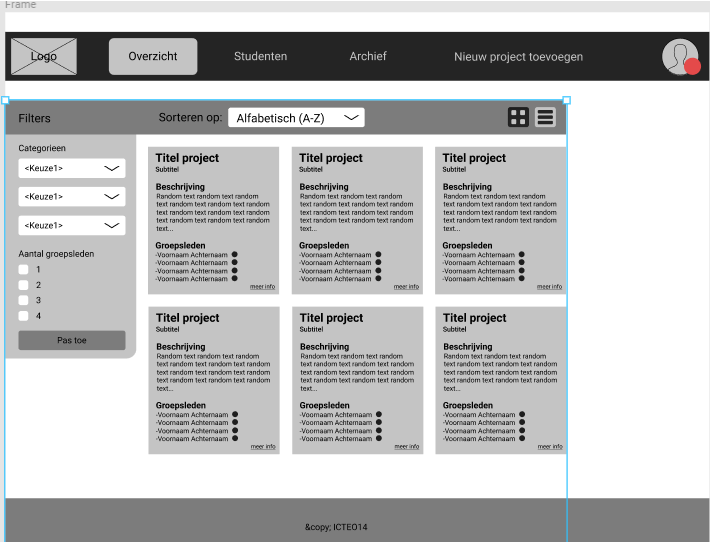 Frame
Logo
Overzicht
Studenten
Archief
Nieuw project toevoegen
Filters
Sorteren op:
Alfabetisch (A-Z)
Categorieen
<Keuze1>
<Keuze1>
<Keuze1>
Aantal groepsleden
1
2
3
4
Pas toe
Titel project
Subtitel
Beschrijving
Random text random text random
text random text random text random
text random text random text random
text random text random text random
text...
Groepsleden
-Voornaam Achternaam
-Voornaam Achternaam
-Voornaam Achternaam
-Voornaam Achternaam
meer info
Titel project
Subtitel
Beschrijving
Random text random text random
text random text random text random
text random text random text random
text random text random text random
text...
Groepsleden
-Voornaam Achternaam
-Voornaam Achternaam
-Voornaam Achternaam
-Voornaam Achternaam
meer info
Titel project
Subtitel
Beschrijving
Random text random text random
text random text random text random
text random text random text random
text random text random text random
text...
Groepsleden
-Voornaam Achternaam
-Voornaam Achternaam
-Voornaam Achternaam
-Voornaam Achternaam
meer info
Titel project
Subtitel
Beschrijving
Random text random text random
text random text random text random
text random text random text random
text random text random text random
text...
Groepsleden
-Voornaam Achternaam
-Voornaam Achternaam
-Voornaam Achternaam
-Voornaam Achternaam
meer info
Titel project
Subtitel
Beschrijving
Random text random text random
text random text random text random
text random text random text random
text random text random text random
text...
Groepsleden
-Voornaam Achternaam
-Voornaam Achternaam
-Voornaam Achternaam
-Voornaam Achternaam
meer info
Titel project
Subtitel
Beschrijving
Random text random text random
text random text random text random
text random text random text random
text random text random text random
text...
Groepsleden
-Voornaam Achternaam
-Voornaam Achternaam
-Voornaam Achternaam
-Voornaam Achternaam
meer info
&copy; ICTEO14